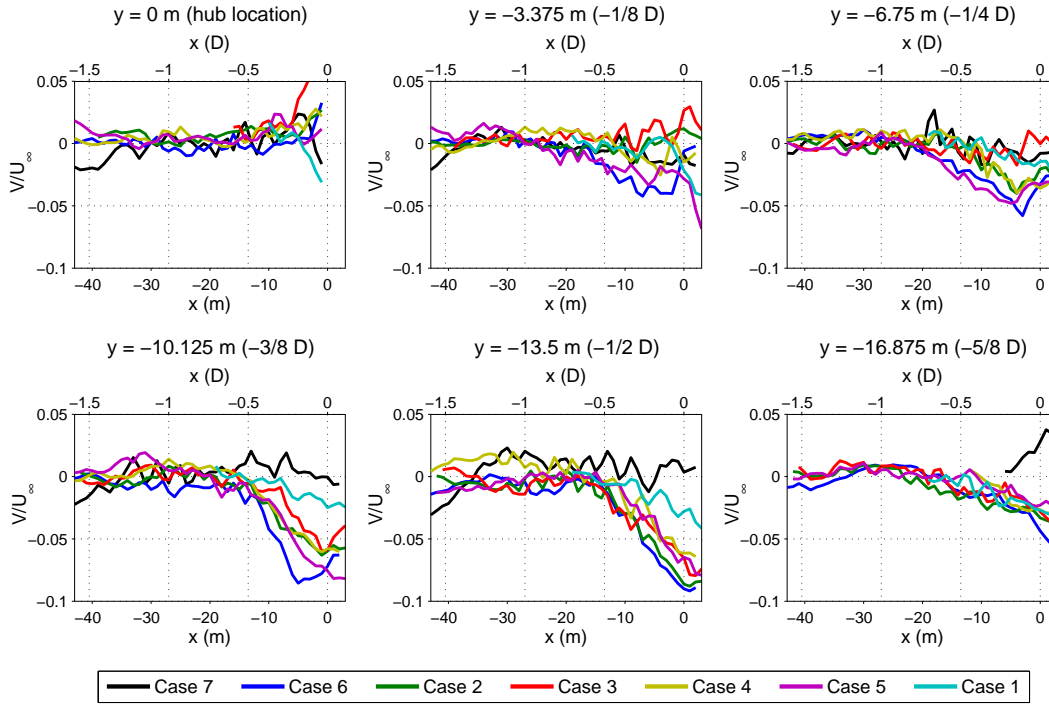 y = 0 m (hub location)
x (D)
−1.5 −1 −0.5 0
0.05
0
−0.05
−0.1
V/U∞
−40 −30 −20 −10 0
x (m)
y = −3.375 m (−1/8 D)
x (D)
−1.5 −1 −0.5 0
0.05
0
−0.05
−0.1
V/U∞
−40 −30 −20 −10 0
x (m)
y = −6.75 m (−1/4 D)
x (D)
−1.5 −1 −0.5 0
0.05
0
−0.05
−0.1
V/U∞
−40 −30 −20 −10 0
x (m)
y = −10.125 m (−3/8 D)
x (D)
−1.5 −1 −0.5 0
0.05
0
−0.05
−0.1
V/U∞
−40 −30 −20 −10 0
x (m)
y = −13.5 m (−1/2 D)
x (D)
−1.5 −1 −0.5 0
0.05
0
−0.05
−0.1
V/U∞
−40 −30 −20 −10 0
x (m)
y = −16.875 m (−5/8 D)
x (D)
−1.5 −1 −0.5 0
0.05
0
−0.05
−0.1
V/U∞
−40 −30 −20 −10 0
x (m)
Case 7 Case 6 Case 2 Case 3 Case 4 Case 5 Case 1